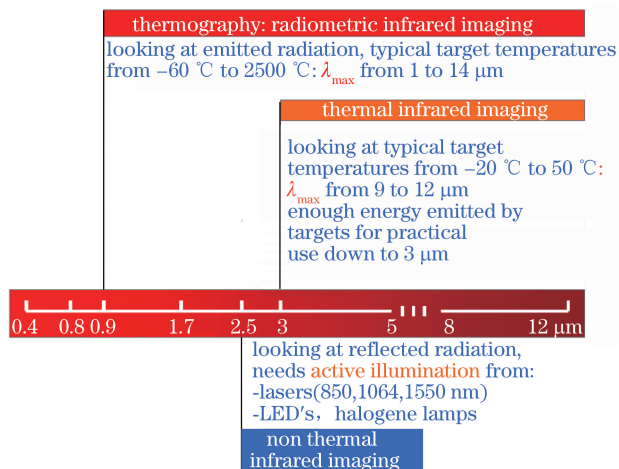 thermography: radiometric infrared imaging
looking at emitted radiation, typical target temperatures
from −60 ℃ to 2500 ℃: λmax from 1 to 14 μm
thermal infrared imaging
looking at typical target
temperatures from −20 ℃ to 50 ℃:
λmax from 9 to 12 μm
enough energy emitted by
targets for practical
use down to 3 μm
0.4 0.8 0.9 1.7 2.5 3 5 8 12 μm
looking at reflected radiation,
needs active illumination from:
-lasers(850,1064,1550 nm)
-LED's，halogene lamps
non thermal
infrared imaging